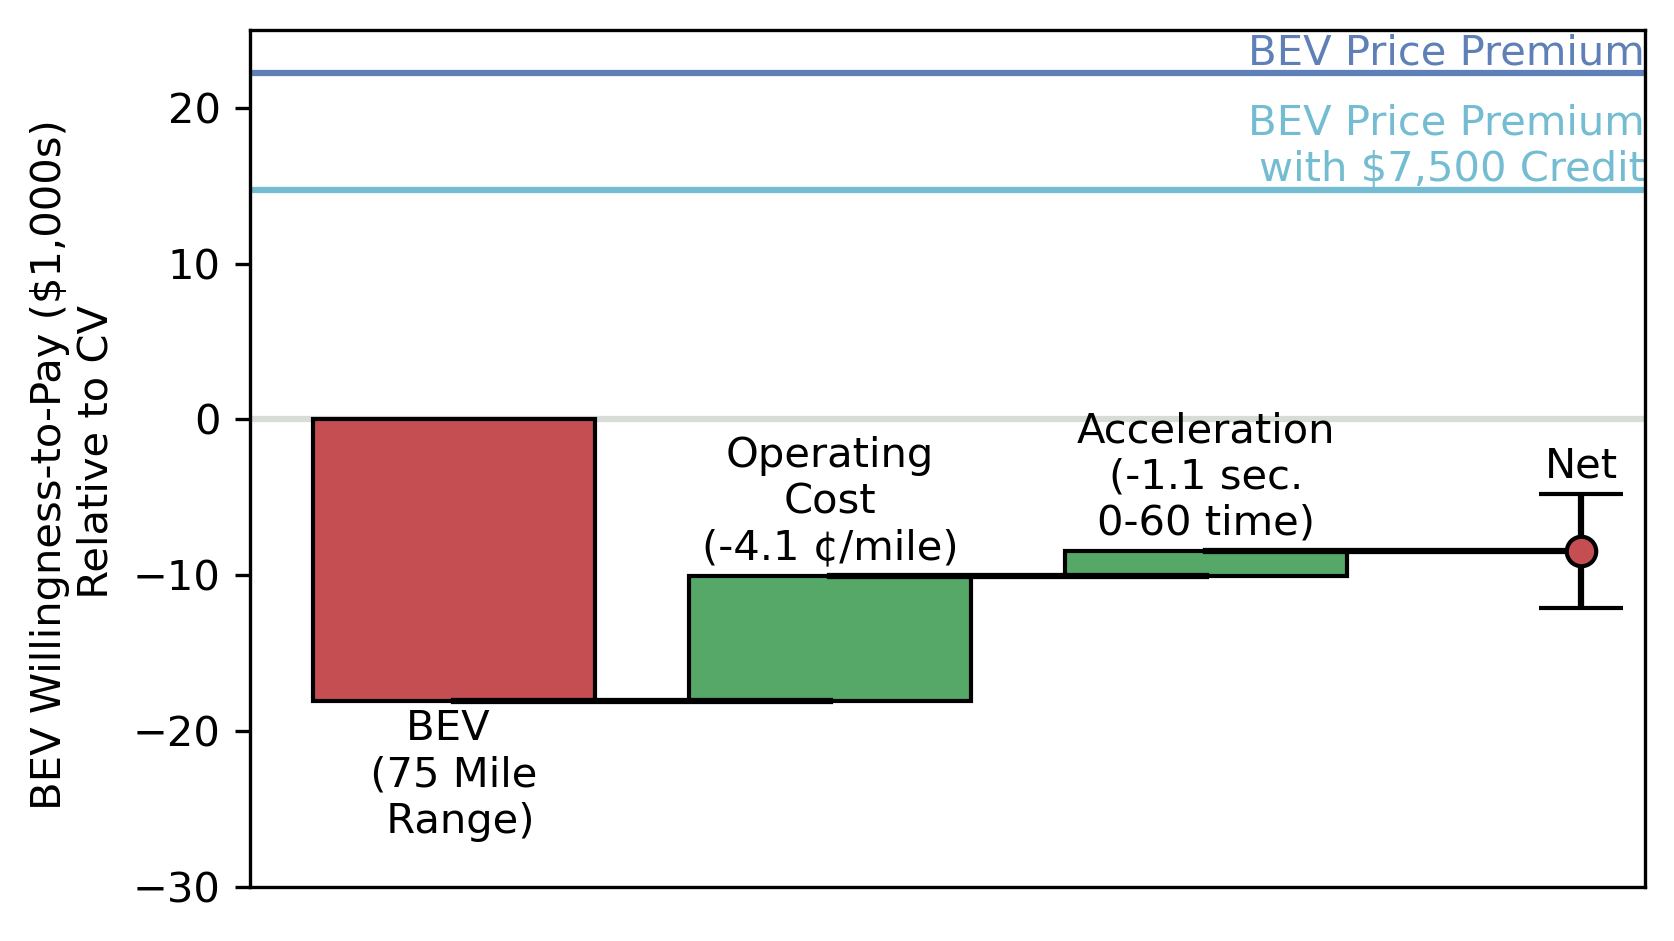 BEV Willingness-to-Pay ($1,000s)
Relative to CV
20
10
0
−10
−20
−30
BEV Price Premium
BEV Price Premium
with $7,500 Credit
BEV
(75 Mile
Range)
Operating
Cost
(-4.1 ¢/mile)
Acceleration
(-1.1 sec.
0-60 time)
Net